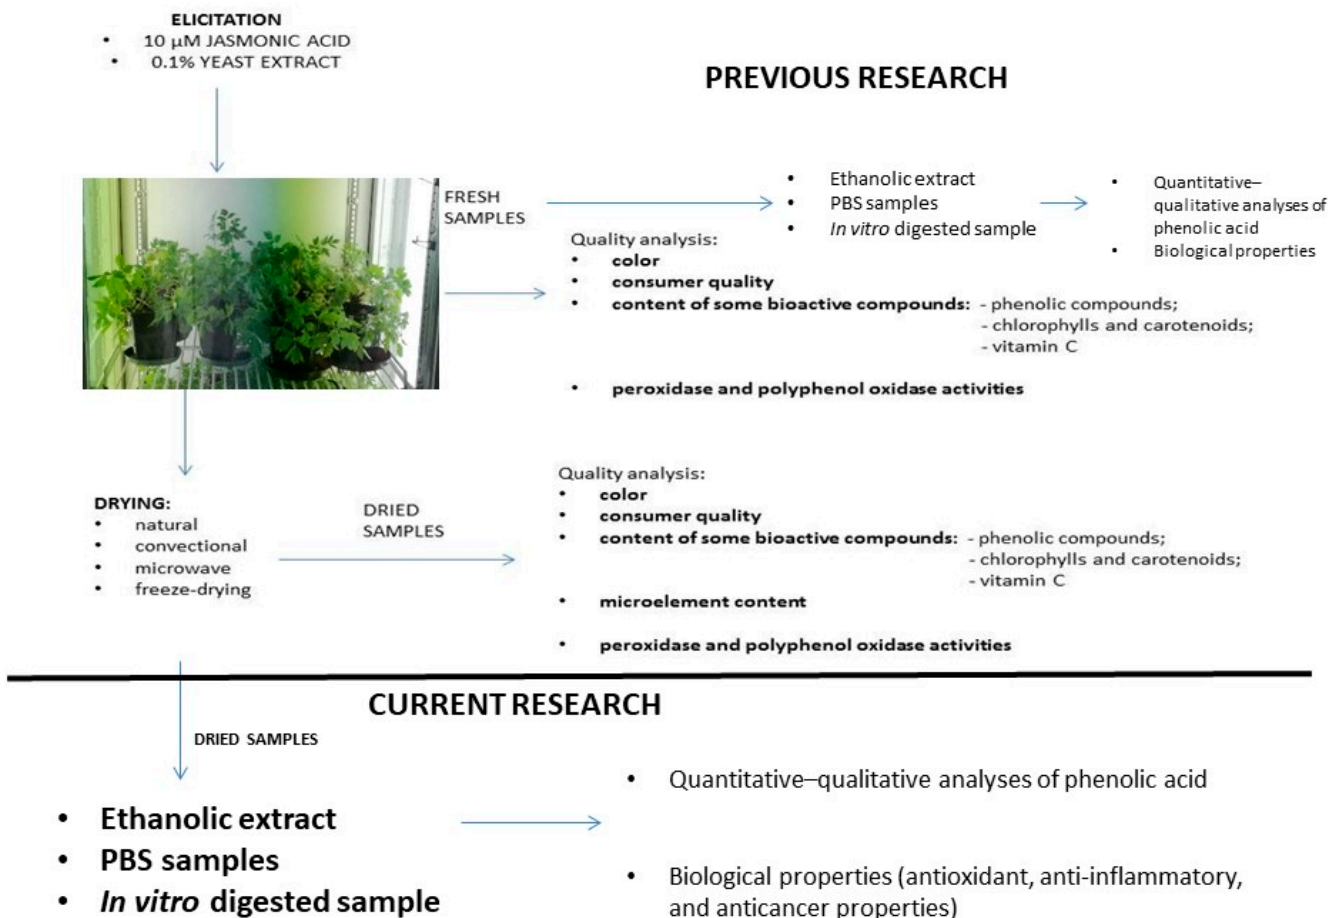 ELICITATION
• 10 µM JASMONIC ACID
• 0.1% YEAST EXTRACT
PREVIOUS RESEARCH
FRESH
SAMPLES
• Ethanolic extract
• PBS samples
• In vitro digested sample
• Quantitative–
qualitative analyses of
phenolic acid
• Biological properties
Quality analysis:
• color
• consumer quality
• content of some bioactive compounds: - phenolic compounds;
- chlorophylls and carotenoids;
- vitamin C
• peroxidase and polyphenol oxidase activities
DRYING:
• natural
• convectional
• microwave
• freeze-drying
DRIED
SAMPLES
Quality analysis:
• color
• consumer quality
• content of some bioactive compounds: - phenolic compounds;
- chlorophylls and carotenoids;
- vitamin C
• microelement content
• peroxidase and polyphenol oxidase activities
CURRENT RESEARCH
DRIED SAMPLES
• Ethanolic extract
• PBS samples
• In vitro digested sample
• Quantitative–qualitative analyses of phenolic acid
• Biological properties (antioxidant, anti-inflammatory,
and anticancer properties)